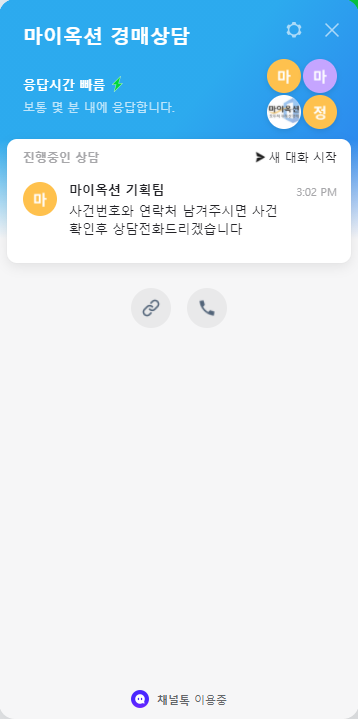 마이옥션 경매상담
응답시간 빠름
보통 몇 분 내에 응답합니다.
마
마
마이옥션
정
진행중인 상담
새 대화 시작
마
마이옥션 기획팀
3:02 PM
사건번호와 연락처 남겨주시면 사건
확인후 상담전화드리겠습니다
채널톡 이용중